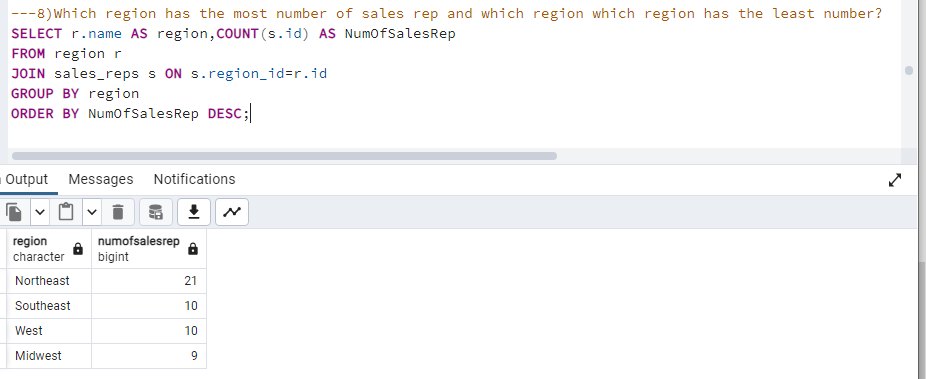 ---8)Which region has the most number of sales rep and which region which region has the least number?
SELECT r.name AS region,COUNT(s.id) AS NumOfSalesRep
FROM region r
JOIN sales_reps s ON s.region_id=r.id
GROUP BY region
ORDER BY NumOfSalesRep DESC;
Output Messages Notifications
region numofsalesrep
character bigint
Northeast 21
Southeast 10
West 10
Midwest 9